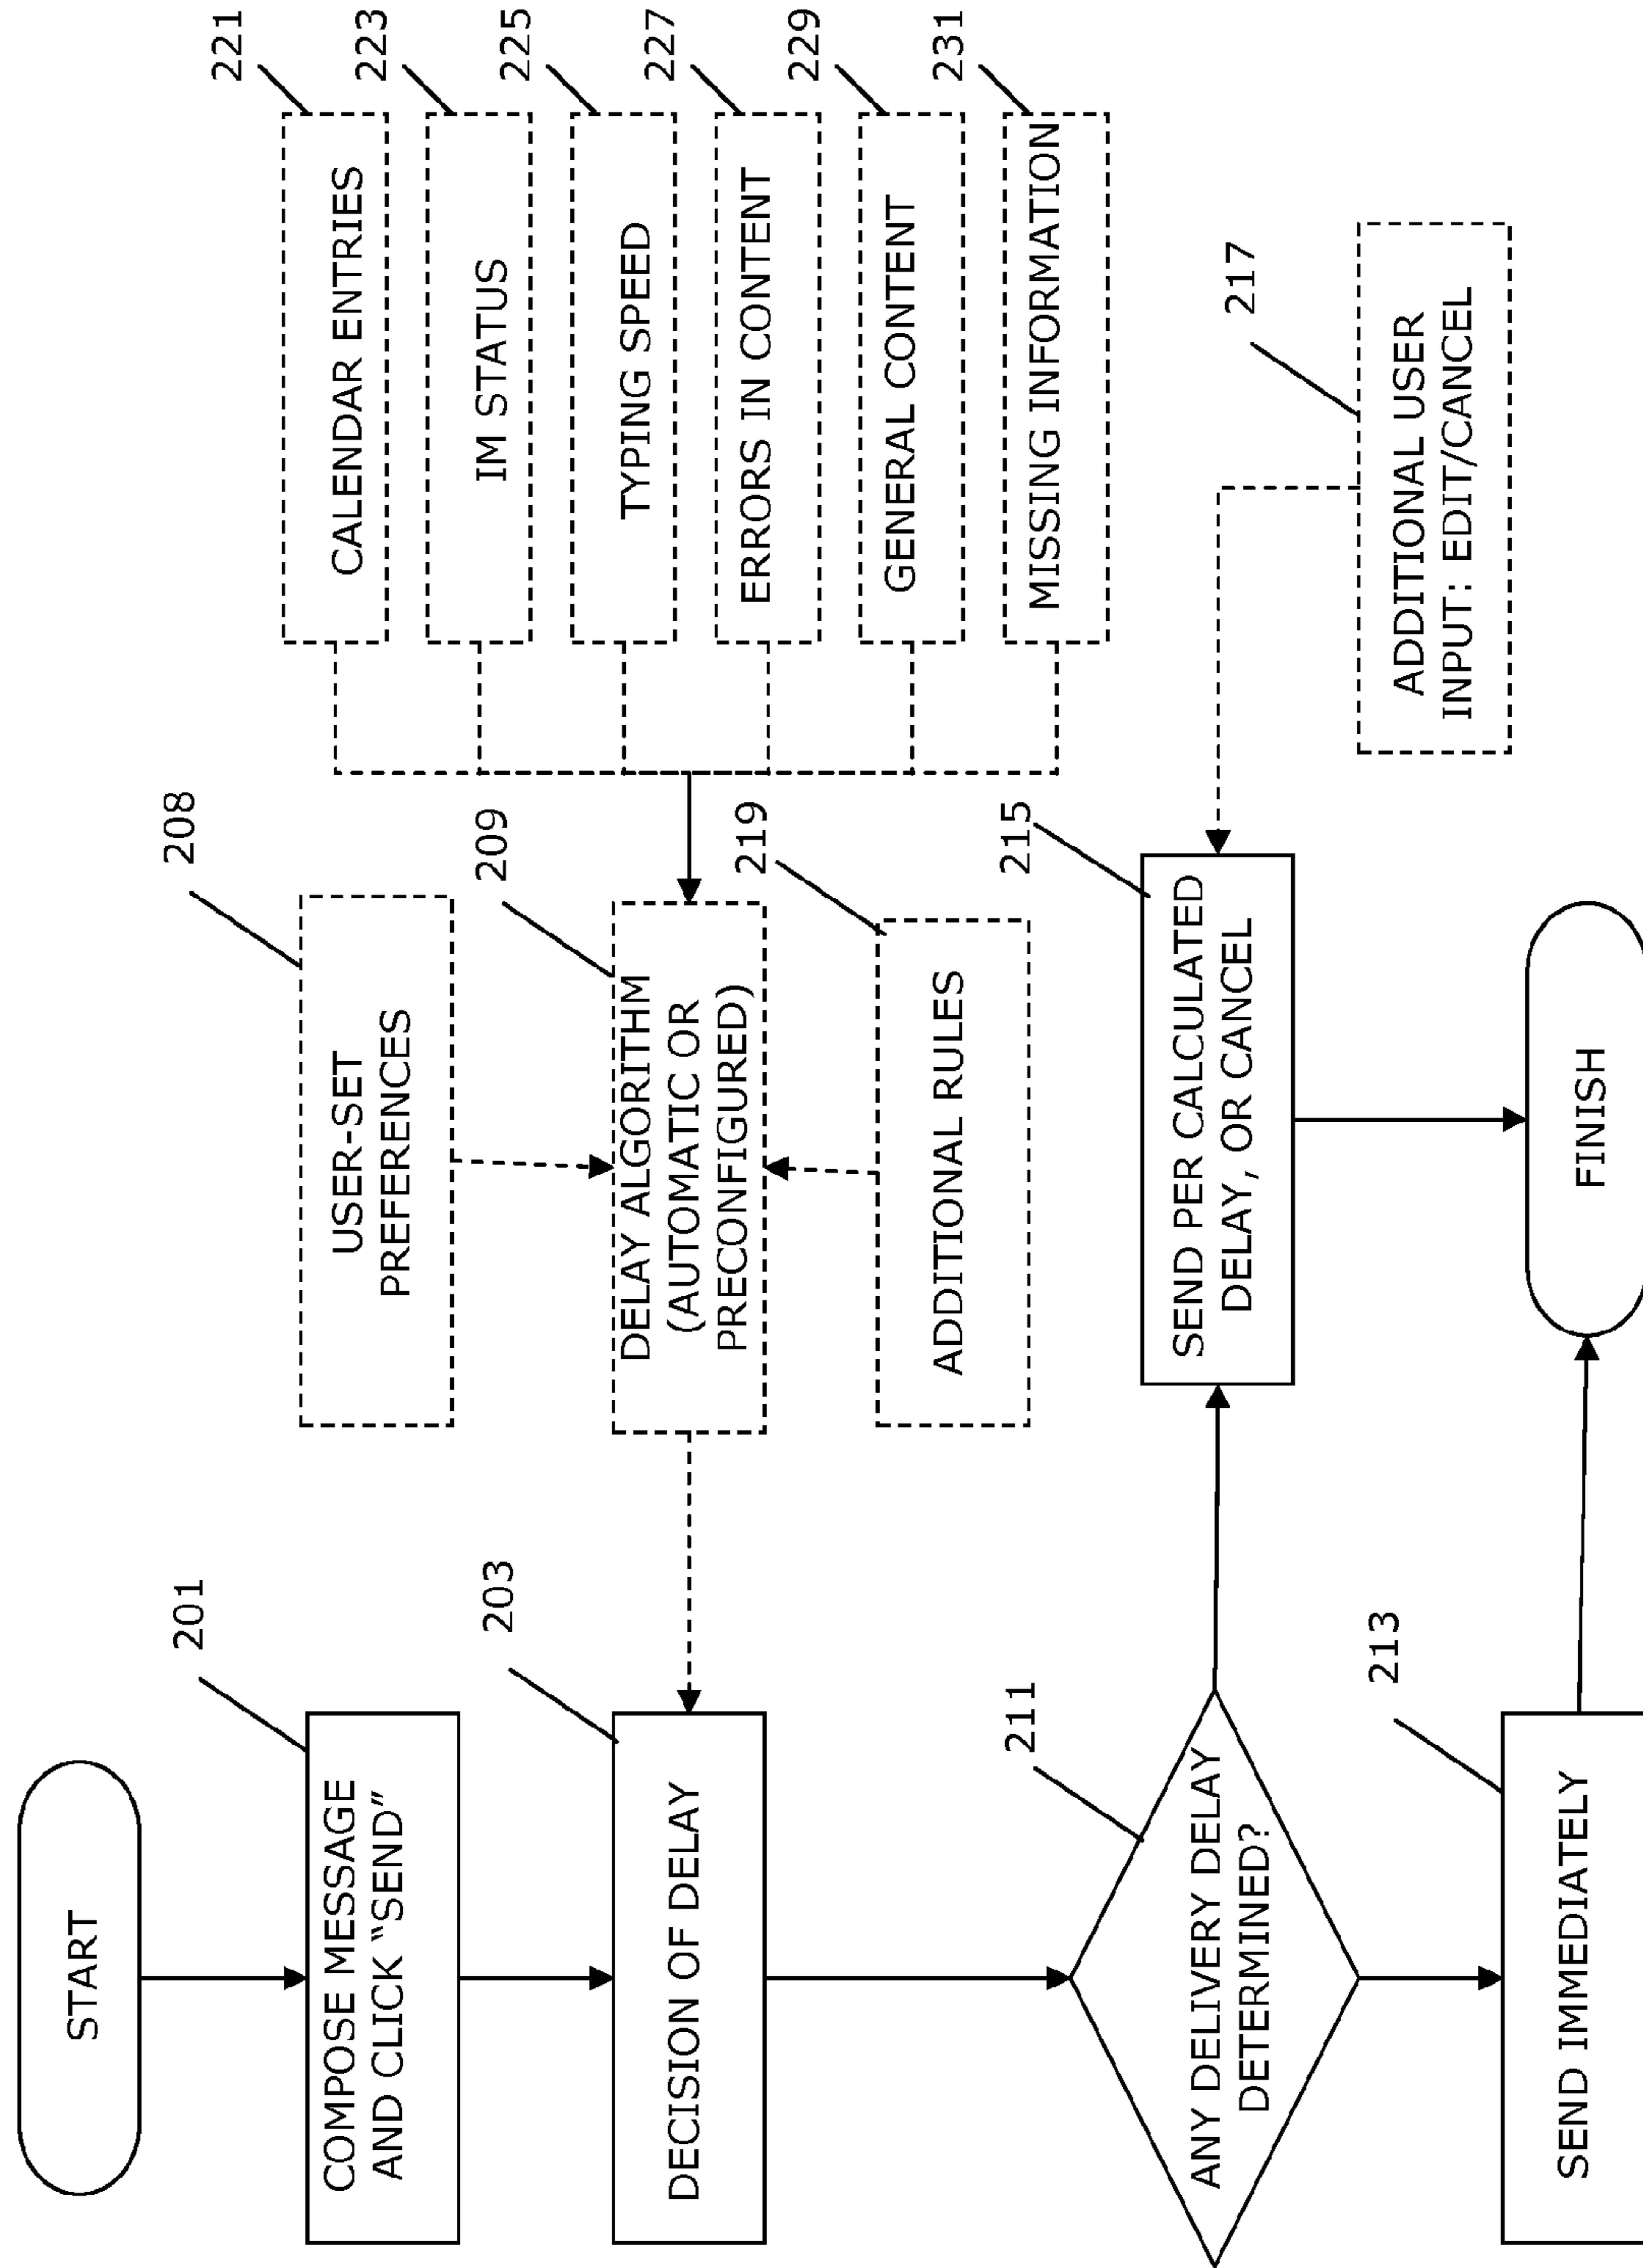 START
201
COMPOSE MESSAGE
AND CLICK “SEND”
203
DECISION OF DELAY
208
USER-SET
PREFERENCES
209
DELAY ALGORITHM
(AUTOMATIC OR
PRECONFIGURED)
219
ADDITIONAL RULES
221
CALENDAR ENTRIES
223
IM STATUS
225
TYPING SPEED
227
ERRORS IN CONTENT
229
GENERAL CONTENT
231
MISSING INFORMATION
211
ANY DELIVERY DELAY
DETERMINED?
215
SEND PER CALCULATED
DELAY, OR CANCEL
217
ADDITIONAL USER
INPUT: EDIT/CANCEL
213
SEND IMMEDIATELY
FINISH